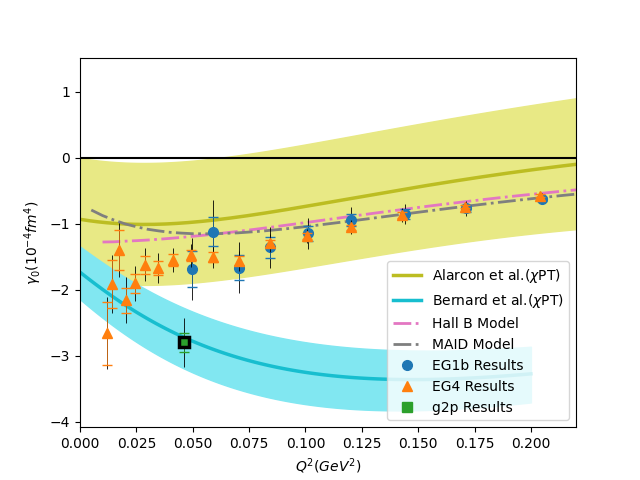 1
0
−1
−2
−3
−4
γ₀(10⁻⁴fm⁴)
Alarcon et al.(χPT)
Bernard et al.(χPT)
Hall B Model
MAID Model
EG1b Results
EG4 Results
g2p Results
0.000 0.025 0.050 0.075 0.100 0.125 0.150 0.175 0.200
Q²(GeV²)